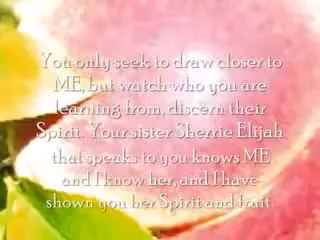 You only seek to draw closer to
ME, but watch who you are
learning from, discern their
Spirit. Your sister Sherrie Elijah
that speaks to you knows ME
and I know her, and I have
shown you her Spirit and fruit.